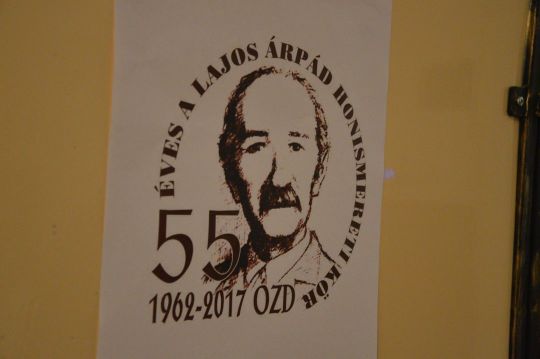 ÉVES A LAJOS ÁRPÁD HONISMERETI KÖR
55
1962-2017 ÓZD